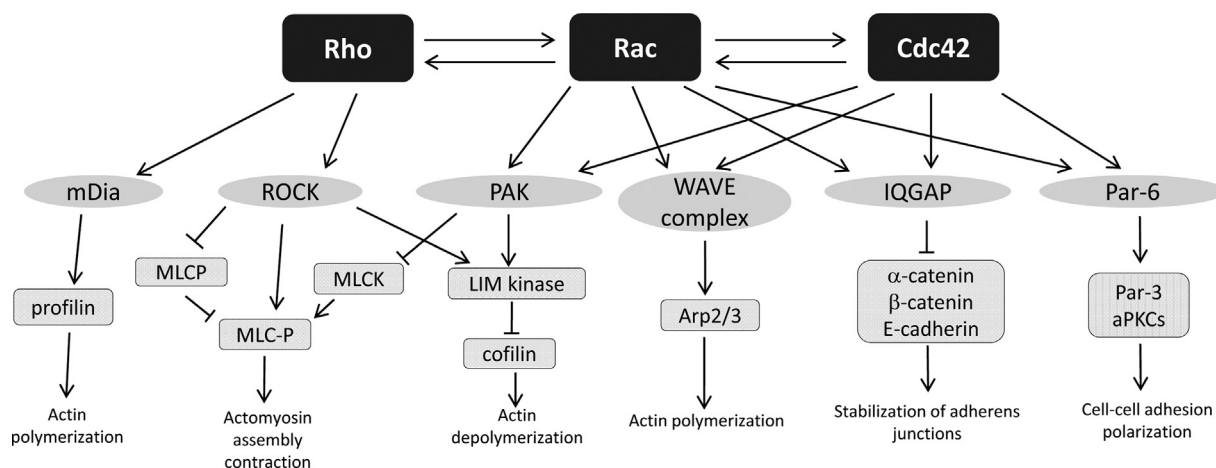 Rho
Rac
Cdc42
mDia
ROCK
PAK
WAVE
complex
IQGAP
Par-6
MLCP
MLCK
LIM kinase
profilin
MLC-P
cofilin
Arp2/3
α-catenin
β-catenin
E-cadherin
Par-3
aPKCs
Actin
polymerization
Actomyosin
assembly
contraction
Actin
depolymerization
Actin polymerization
Stabilization of adherens
junctions
Cell-cell adhesion
polarization